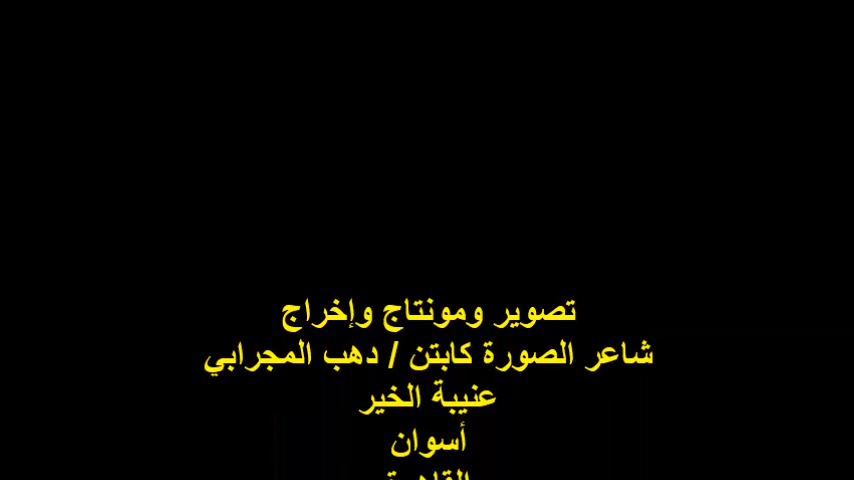 تصوير ومونتاج وإخراج
شاعر الصورة كابتن / دهب المجرابي
عنيبة الخير
أسوان